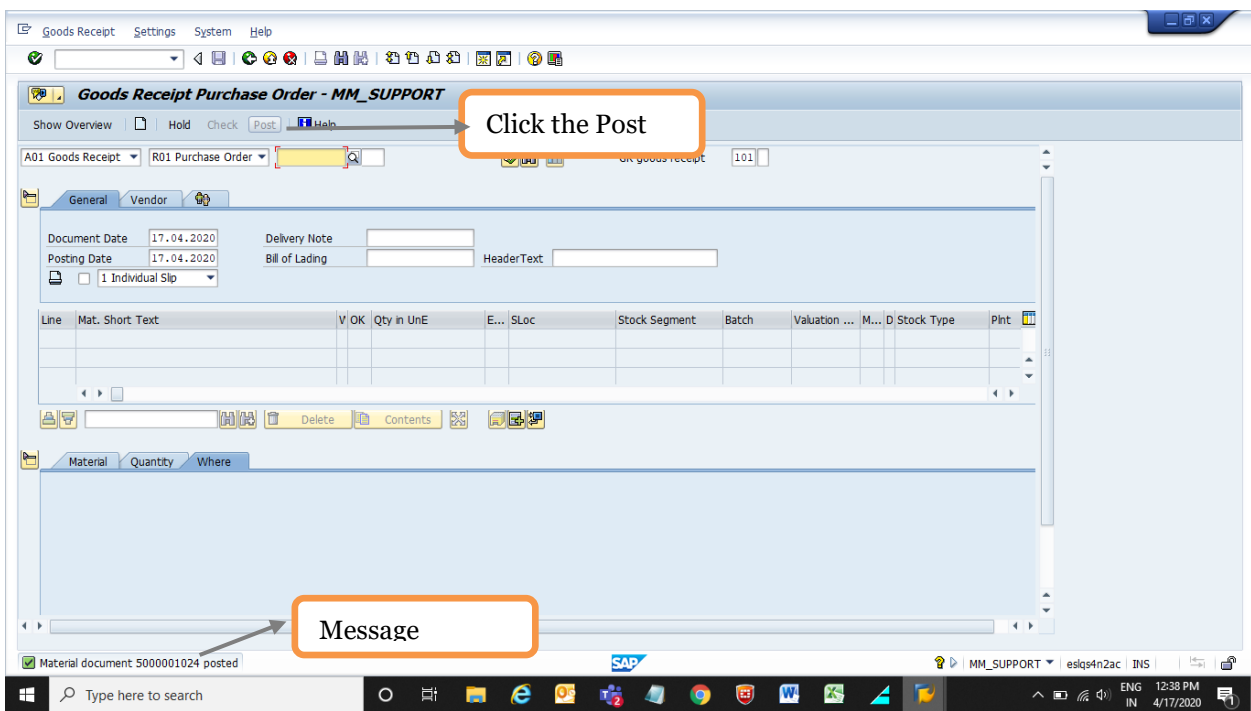 Goods Receipt Settings System Help
Goods Receipt Purchase Order - MM_SUPPORT
Show Overview Hold Check Post Help
Click the Post
A01 Goods Receipt R01 Purchase Order GR goods receipt 101
General Vendor
Document Date 17.04.2020 Delivery Note
Posting Date 17.04.2020 Bill of Lading HeaderText
1 Individual Slip
Line Mat. Short Text V OK Qty in UnE E... SLoc Stock Segment Batch Valuation ... M... D Stock Type Plnt
Delete Contents
Material Quantity Where
Message
Material document 5000001024 posted SAP MM_SUPPORT eslqs4n2ac INS
Type here to search ENG 12:38 PM
IN 4/17/2020